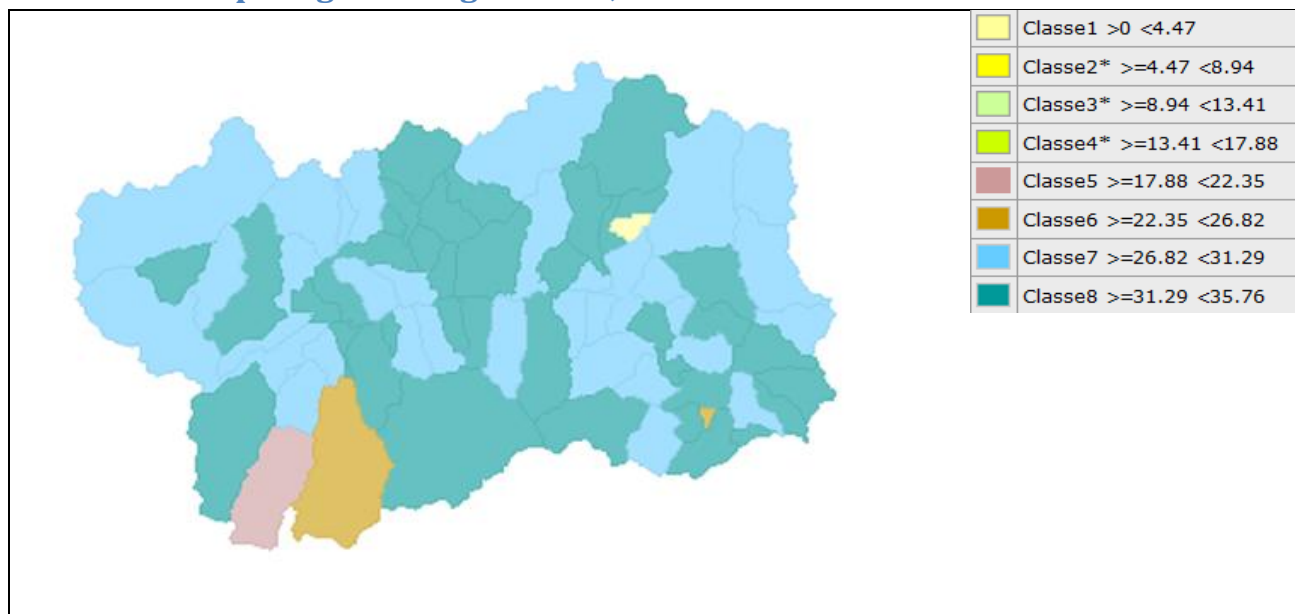 Classe1 >0 <4.47
Classe2* >=4.47 <8.94
Classe3* >=8.94 <13.41
Classe4* >=13.41 <17.88
Classe5 >=17.88 <22.35
Classe6 >=22.35 <26.82
Classe7 >=26.82 <31.29
Classe8 >=31.29 <35.76